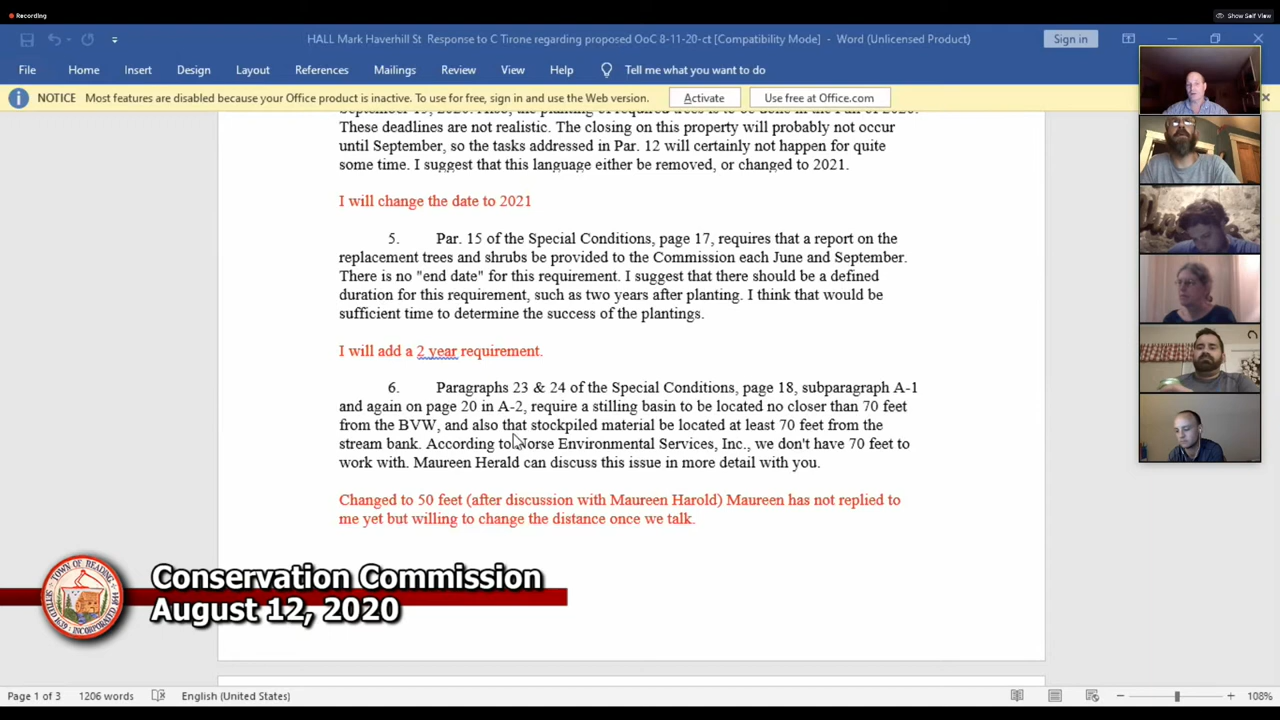 Recording
Show Self View
HALL Mark Haverhill St Response to C Tirone regarding proposed OoC 8-11-20-ct [Compatibility Mode] - Word (Unlicensed Product)
Sign in
File Home Insert Design Layout References Mailings Review View Help Tell me what you want to do
NOTICE Most features are disabled because your Office product is inactive. To use for free, sign in and use the Web version. Activate Use free at Office.com
These deadlines are not realistic. The closing on this property will probably not occur
until September, so the tasks addressed in Par. 12 will certainly not happen for quite
some time. I suggest that this language either be removed, or changed to 2021.
I will change the date to 2021
5. Par. 15 of the Special Conditions, page 17, requires that a report on the
replacement trees and shrubs be provided to the Commission each June and September.
There is no "end date" for this requirement. I suggest that there should be a defined
duration for this requirement, such as two years after planting. I think that would be
sufficient time to determine the success of the plantings.
I will add a 2 year requirement.
6. Paragraphs 23 & 24 of the Special Conditions, page 18, subparagraph A-1
and again on page 20 in A-2, require a stilling basin to be located no closer than 70 feet
from the BVW, and also that stockpiled material be located at least 70 feet from the
stream bank. According to Norse Environmental Services, Inc., we don't have 70 feet to
work with. Maureen Herald can discuss this issue in more detail with you.
Changed to 50 feet (after discussion with Maureen Harold) Maureen has not replied to
me yet but willing to change the distance once we talk.
TOWN OF READING
SETTLED 1639 INCORPORATED 1644
Conservation Commission
August 12, 2020
Page 1 of 3 1206 words English (United States) 108%